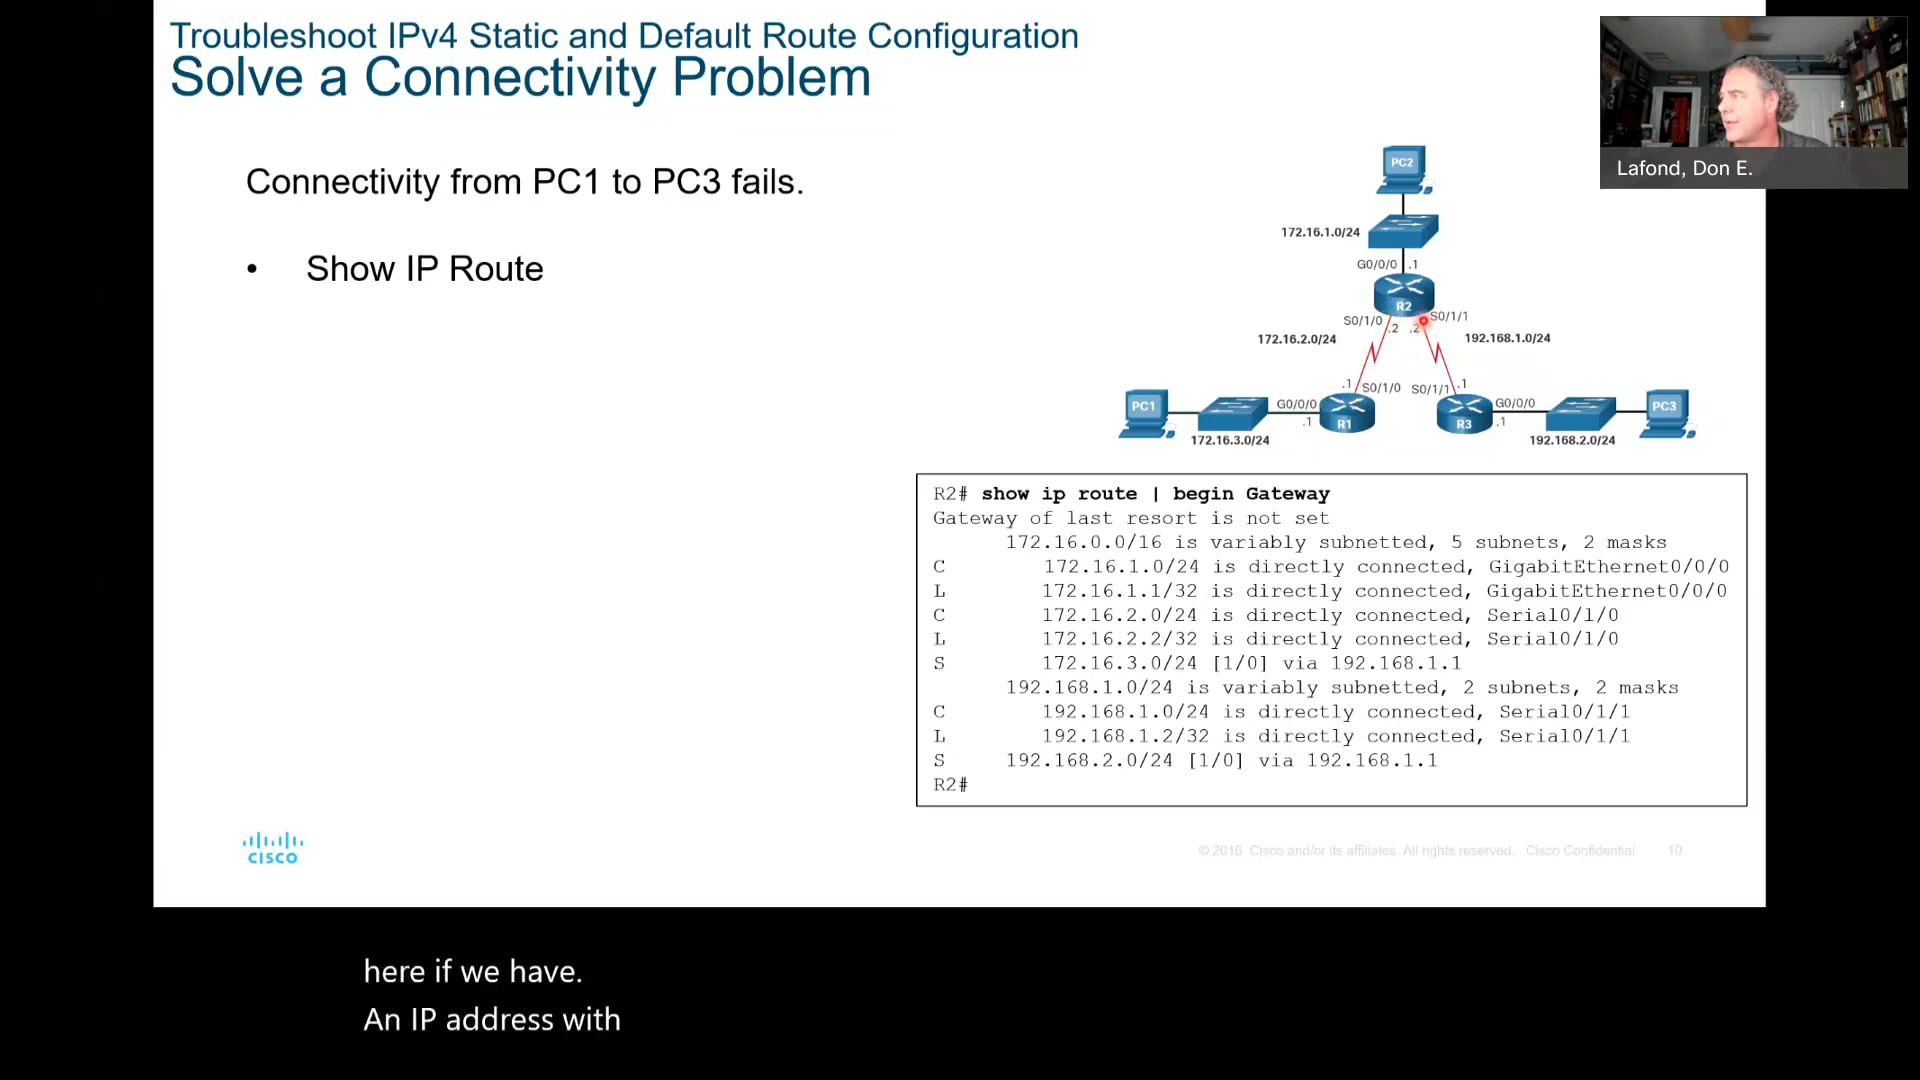 Troubleshoot IPv4 Static and Default Route Configuration
Solve a Connectivity Problem
Lafond, Don E.
Connectivity from PC1 to PC3 fails.
• Show IP Route
PC2
172.16.1.0/24
G0/0/0 .1
R2
S0/1/0 .2 .2 S0/1/1
172.16.2.0/24 192.168.1.0/24
.1 S0/1/0 S0/1/1 .1
PC1 G0/0/0 .1 R1 R3 G0/0/0 .1 PC3
172.16.3.0/24 192.168.2.0/24
R2# show ip route | begin Gateway
Gateway of last resort is not set
172.16.0.0/16 is variably subnetted, 5 subnets, 2 masks
C 172.16.1.0/24 is directly connected, GigabitEthernet0/0/0
L 172.16.1.1/32 is directly connected, GigabitEthernet0/0/0
C 172.16.2.0/24 is directly connected, Serial0/1/0
L 172.16.2.2/32 is directly connected, Serial0/1/0
S 172.16.3.0/24 [1/0] via 192.168.1.1
192.168.1.0/24 is variably subnetted, 2 subnets, 2 masks
C 192.168.1.0/24 is directly connected, Serial0/1/1
L 192.168.1.2/32 is directly connected, Serial0/1/1
S 192.168.2.0/24 [1/0] via 192.168.1.1
R2#
CISCO
© 2016 Cisco and/or its affiliates. All rights reserved. Cisco Confidential 10
here if we have.
An IP address with